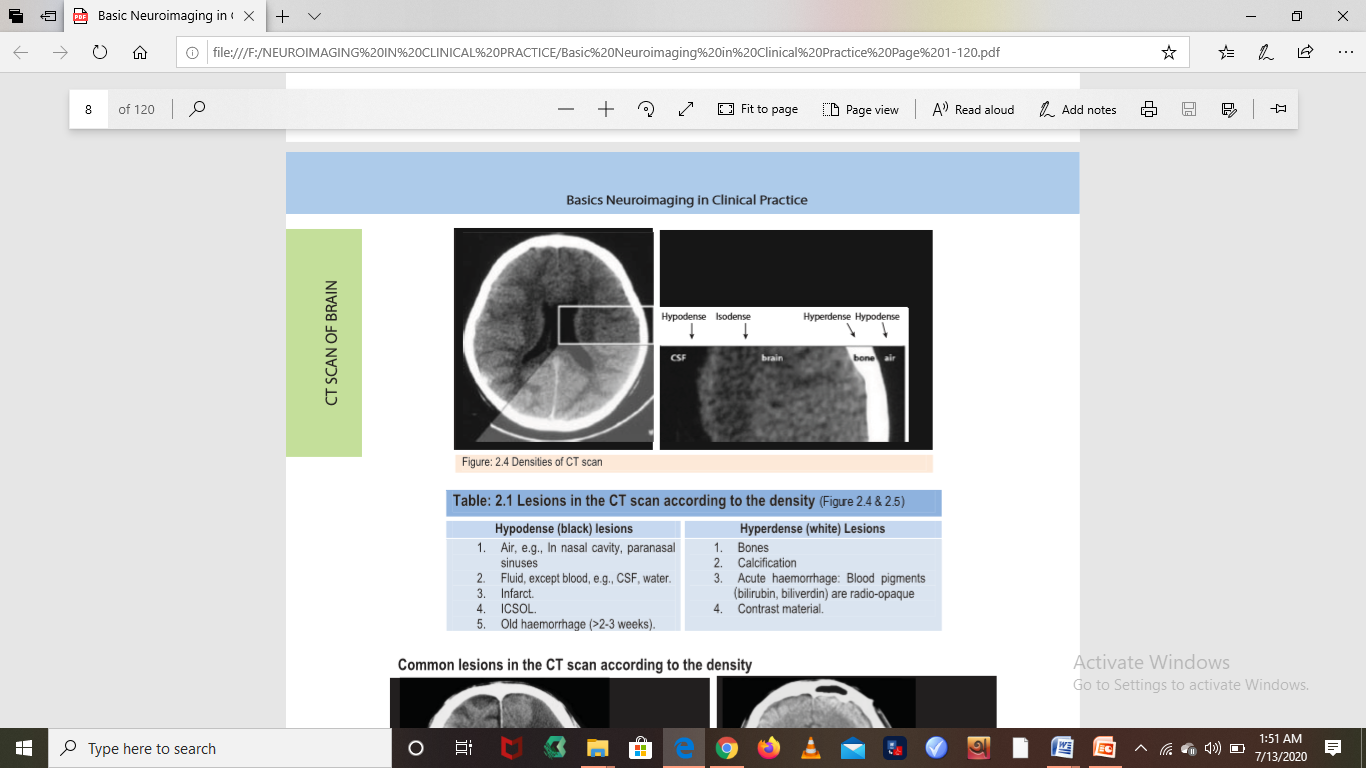 Basic Neuroimaging in (
file:///F:/NEUROIMAGING%20IN%20CLINICAL%20PRACTICE/Basic%20Neuroimaging%20in%20Clinical%20Practice%20Page%201-120.pdf
8 of 120 Fit to page Page view Read aloud Add notes
Basics Neuroimaging in Clinical Practice
CT SCAN OF BRAIN
Hypodense Isodense Hyperdense Hypodense
CSF brain bone air
Figure: 2.4 Densities of CT scan
Table: 2.1 Lesions in the CT scan according to the density (Figure 2.4 & 2.5)
Hypodense (black) lesions
1. Air, e.g., In nasal cavity, paranasal
sinuses
2. Fluid, except blood, e.g., CSF, water.
3. Infarct.
4. ICSOL.
5. Old haemorrhage (>2-3 weeks).
Hyperdense (white) Lesions
1. Bones
2. Calcification
3. Acute haemorrhage: Blood pigments
(bilirubin, biliverdin) are radio-opaque
4. Contrast material.
Common lesions in the CT scan according to the density
Activate Windows
Go to Settings to activate Windows.
Type here to search
1:51 AM
7/13/2020